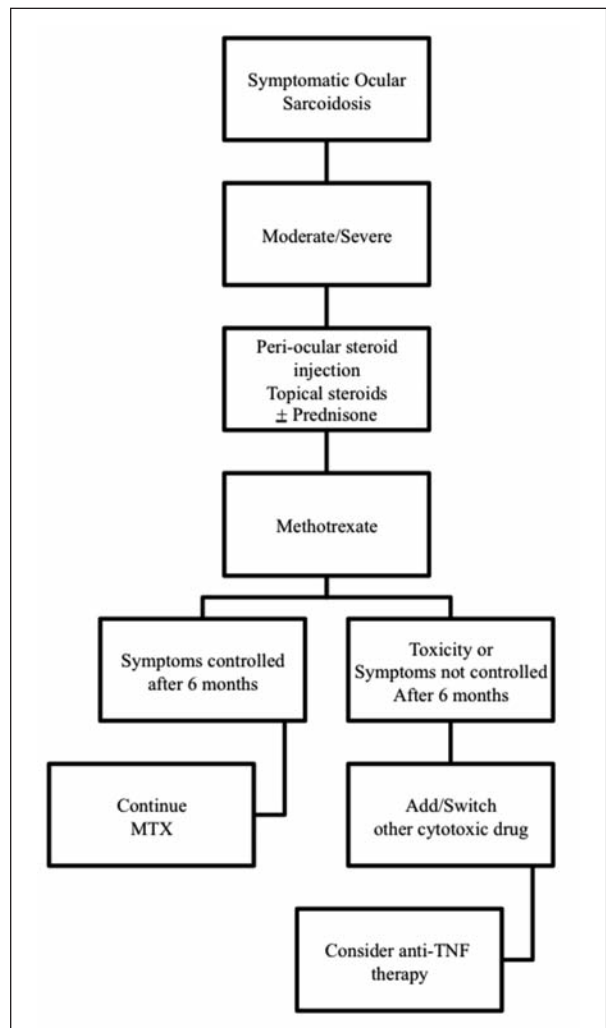 Symptomatic Ocular
Sarcoidosis
Moderate/Severe
Peri-ocular steroid
injection
Topical steroids
± Prednisone
Methotrexate
Symptoms controlled
after 6 months
Toxicity or
Symptoms not controlled
After 6 months
Continue
MTX
Add/Switch
other cytotoxic drug
Consider anti-TNF
therapy